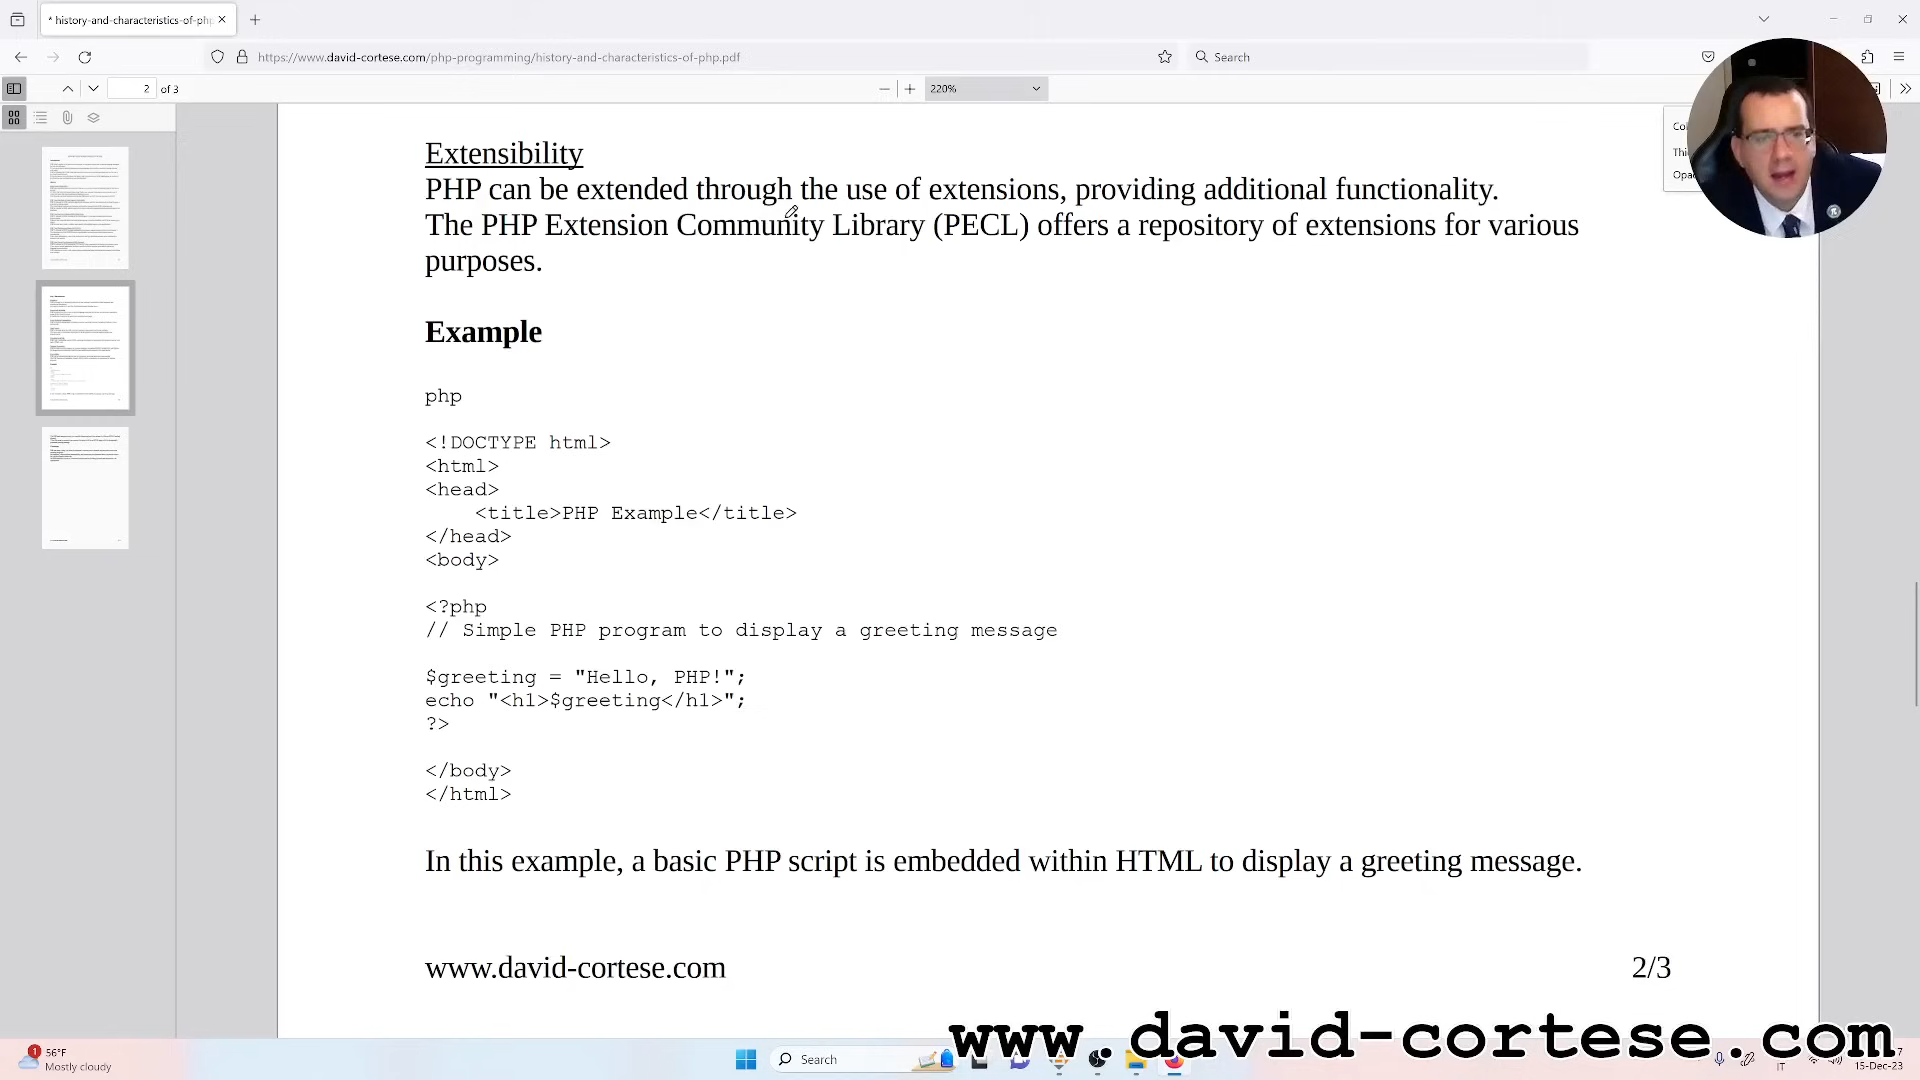 * history-and-characteristics-of-php
https://www.david-cortese.com/php-programming/history-and-characteristics-of-php.pdf
Search
2 of 3
220%
Extensibility
PHP can be extended through the use of extensions, providing additional functionality.
The PHP Extension Community Library (PECL) offers a repository of extensions for various
purposes.
Example
php
<!DOCTYPE html>
<html>
<head>
<title>PHP Example</title>
</head>
<body>
<?php
// Simple PHP program to display a greeting message
$greeting = "Hello, PHP!";
echo "<h1>$greeting</h1>";
?>
</body>
</html>
In this example, a basic PHP script is embedded within HTML to display a greeting message.
www.david-cortese.com
2/3
www.david-cortese.com
1
56°F
Mostly cloudy
Search
IT
15-Dec-23